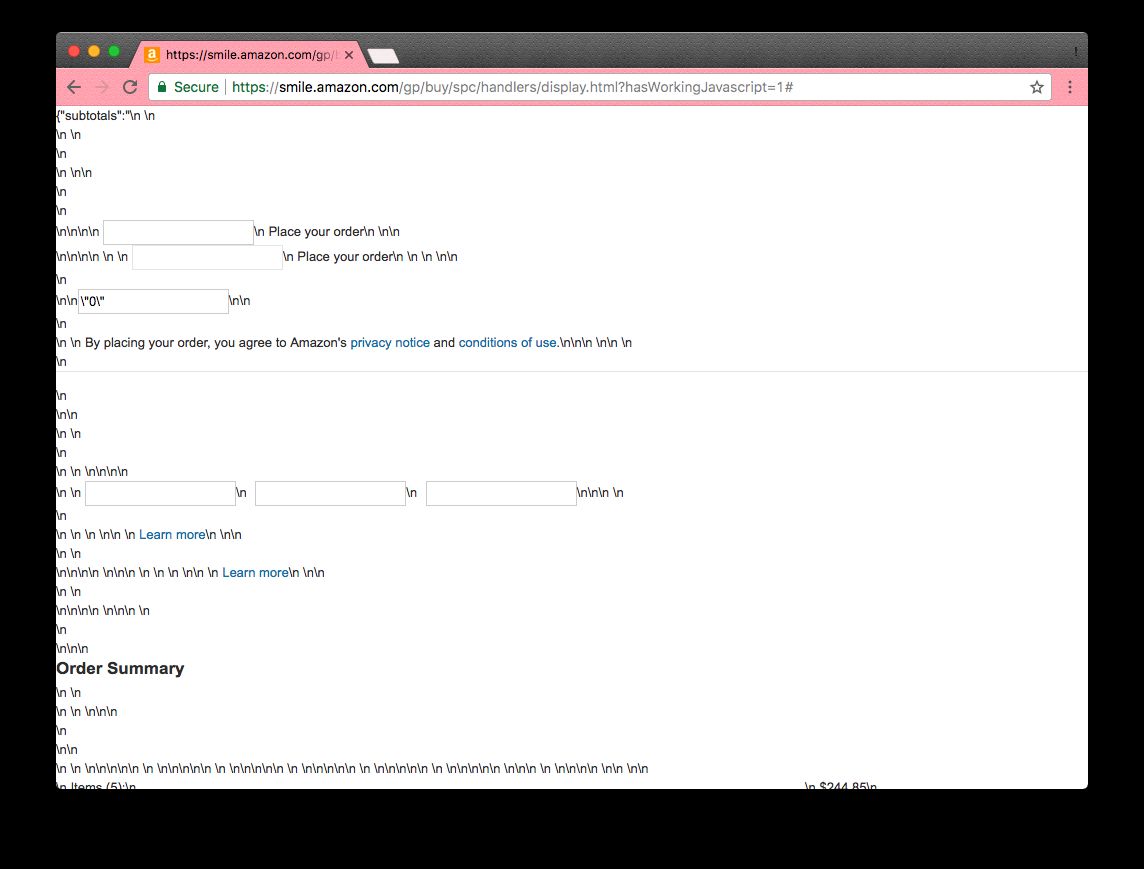 https://smile.amazon.com/gp/
Secure https://smile.amazon.com/gp/buy/spc/handlers/display.html?hasWorkingJavascript=1#
{"subtotals":"\n \n
\n \n
\n
\n \n\n
\n
\n
\n\n\n\n \n Place your order\n \n\n
\n\n\n\n \n \n \n Place your order\n \n \n \n\n
\n
\n\n \"0\" \n\n
\n
\n \n By placing your order, you agree to Amazon's privacy notice and conditions of use.\n\n\n \n\n \n
\n
\n
\n\n
\n \n
\n
\n \n \n\n\n\n
\n \n \n \n \n\n\n \n
\n
\n \n \n \n\n \n Learn more\n \n\n
\n \n
\n\n\n\n \n\n\n \n \n \n \n\n \n Learn more\n \n\n
\n \n
\n\n\n\n \n\n\n \n
\n
\n\n\n
Order Summary
\n \n
\n \n \n\n\n
\n
\n\n
\n \n \n\n\n\n\n \n \n\n\n\n\n \n \n\n\n\n\n \n \n\n\n\n\n \n \n\n\n\n\n \n \n\n\n\n\n \n\n\n \n \n\n\n\n \n\n \n\n
\n Items (5):\n \n $244.85\n